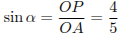 sin α = OP/OA = 4/5